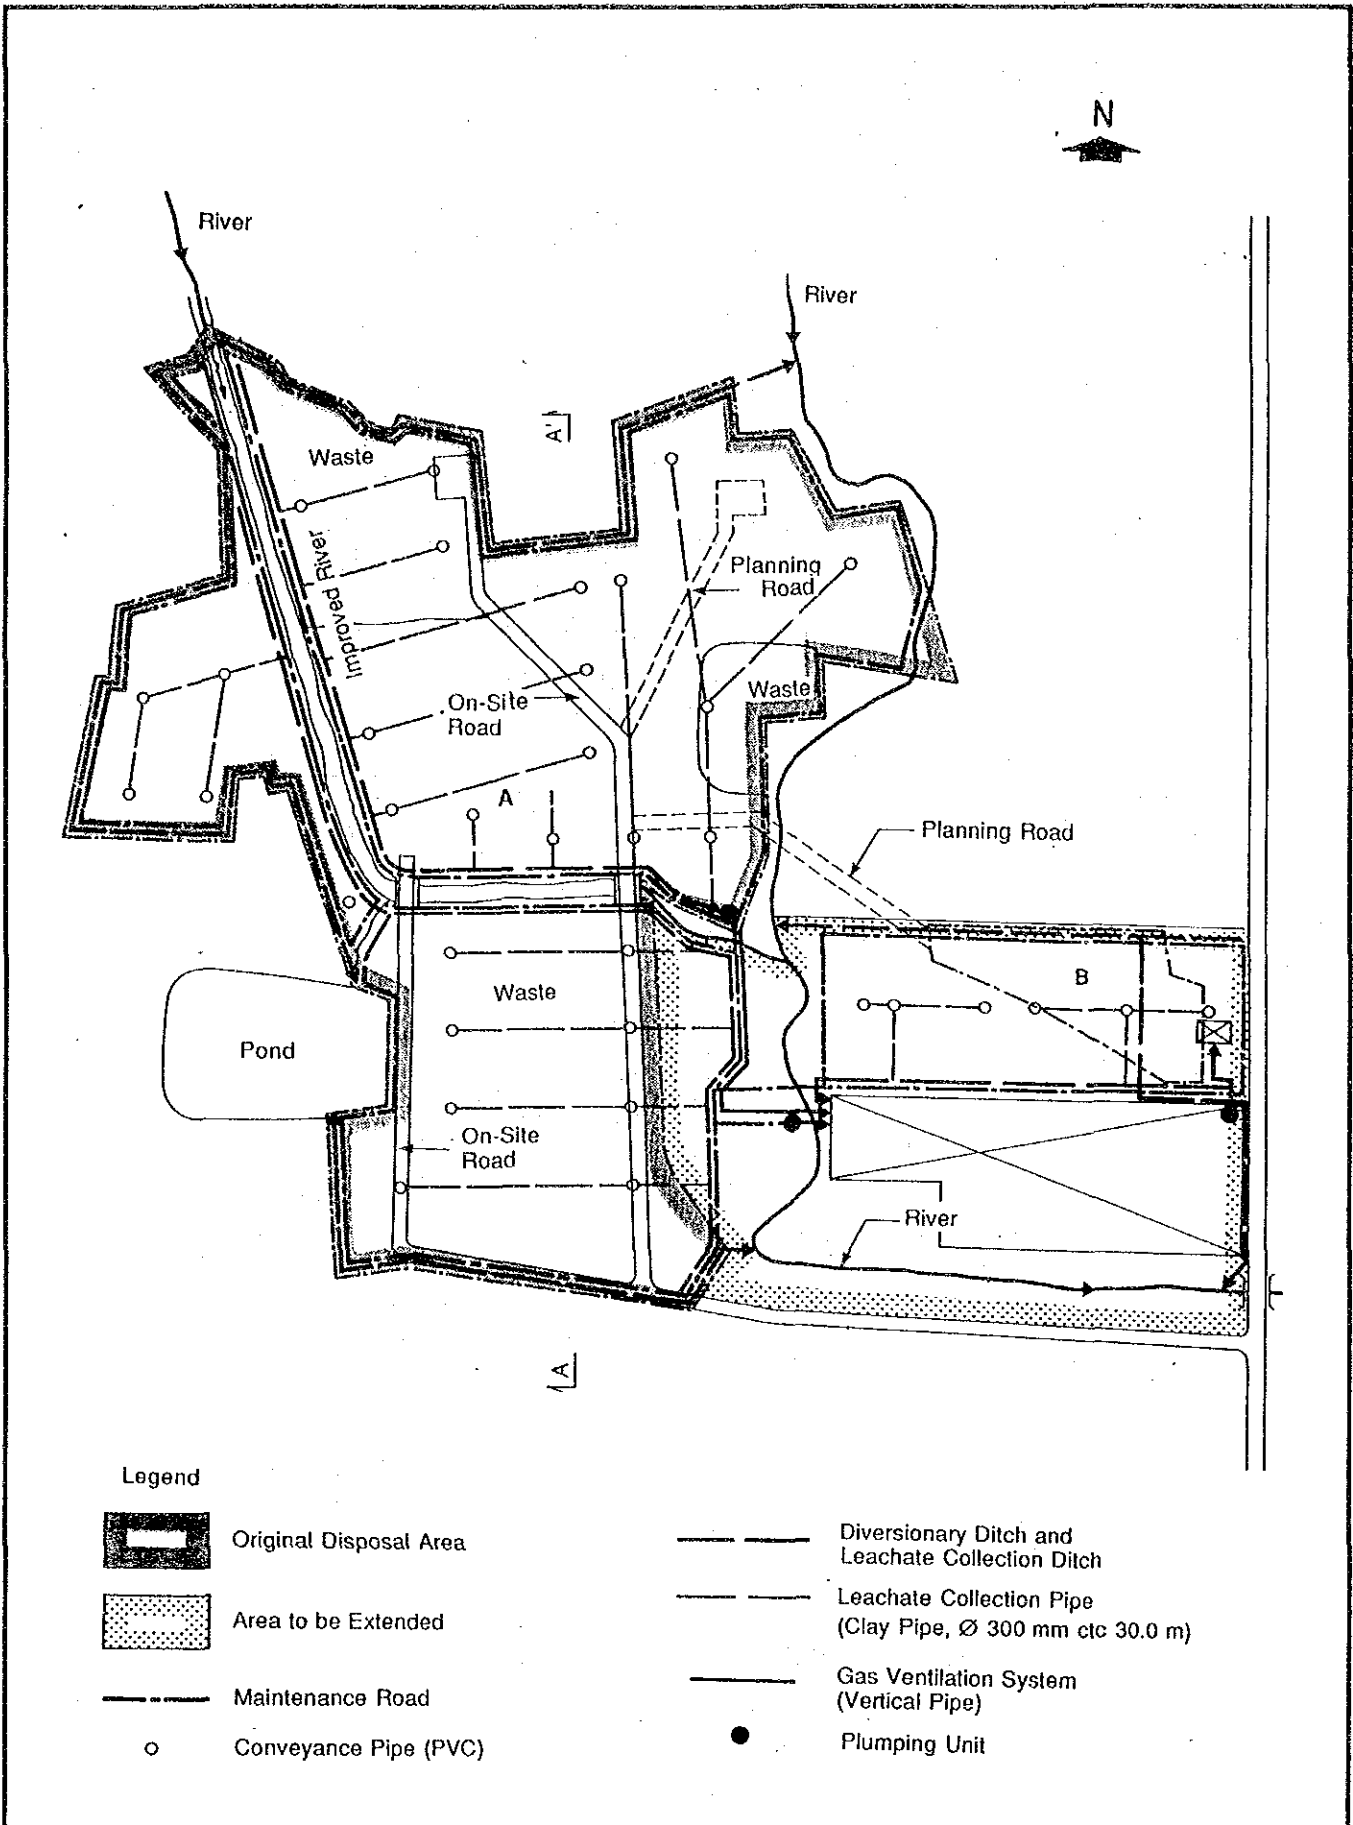 N
River
River
A'
Waste
Improved River
Planning
Road
Waste
On-Site
Road
A
Planning Road
B
Waste
Pond
On-Site
Road
River
A
Legend
Original Disposal Area
Area to be Extended
Maintenance Road
Conveyance Pipe (PVC)
Diversionary Ditch and
Leachate Collection Ditch
Leachate Collection Pipe
(Clay Pipe, Ø 300 mm ctc 30.0 m)
Gas Ventilation System
(Vertical Pipe)
Plumping Unit